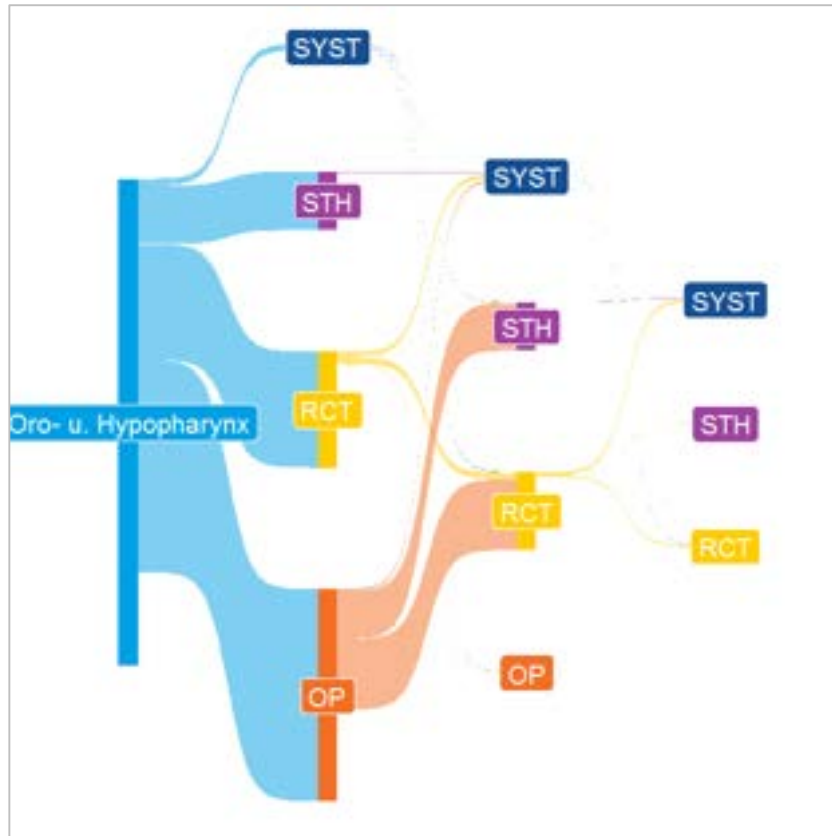 SYST
STH
RCT
Oro- u. Hypopharynx
OP
SYST
STH
RCT
OP
SYST
STH
RCT